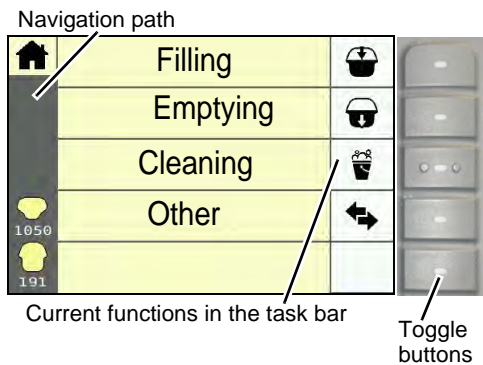 Navigation path
Filling
Emptying
Cleaning
Other
1050
191
Current functions in the task bar
Toggle
buttons